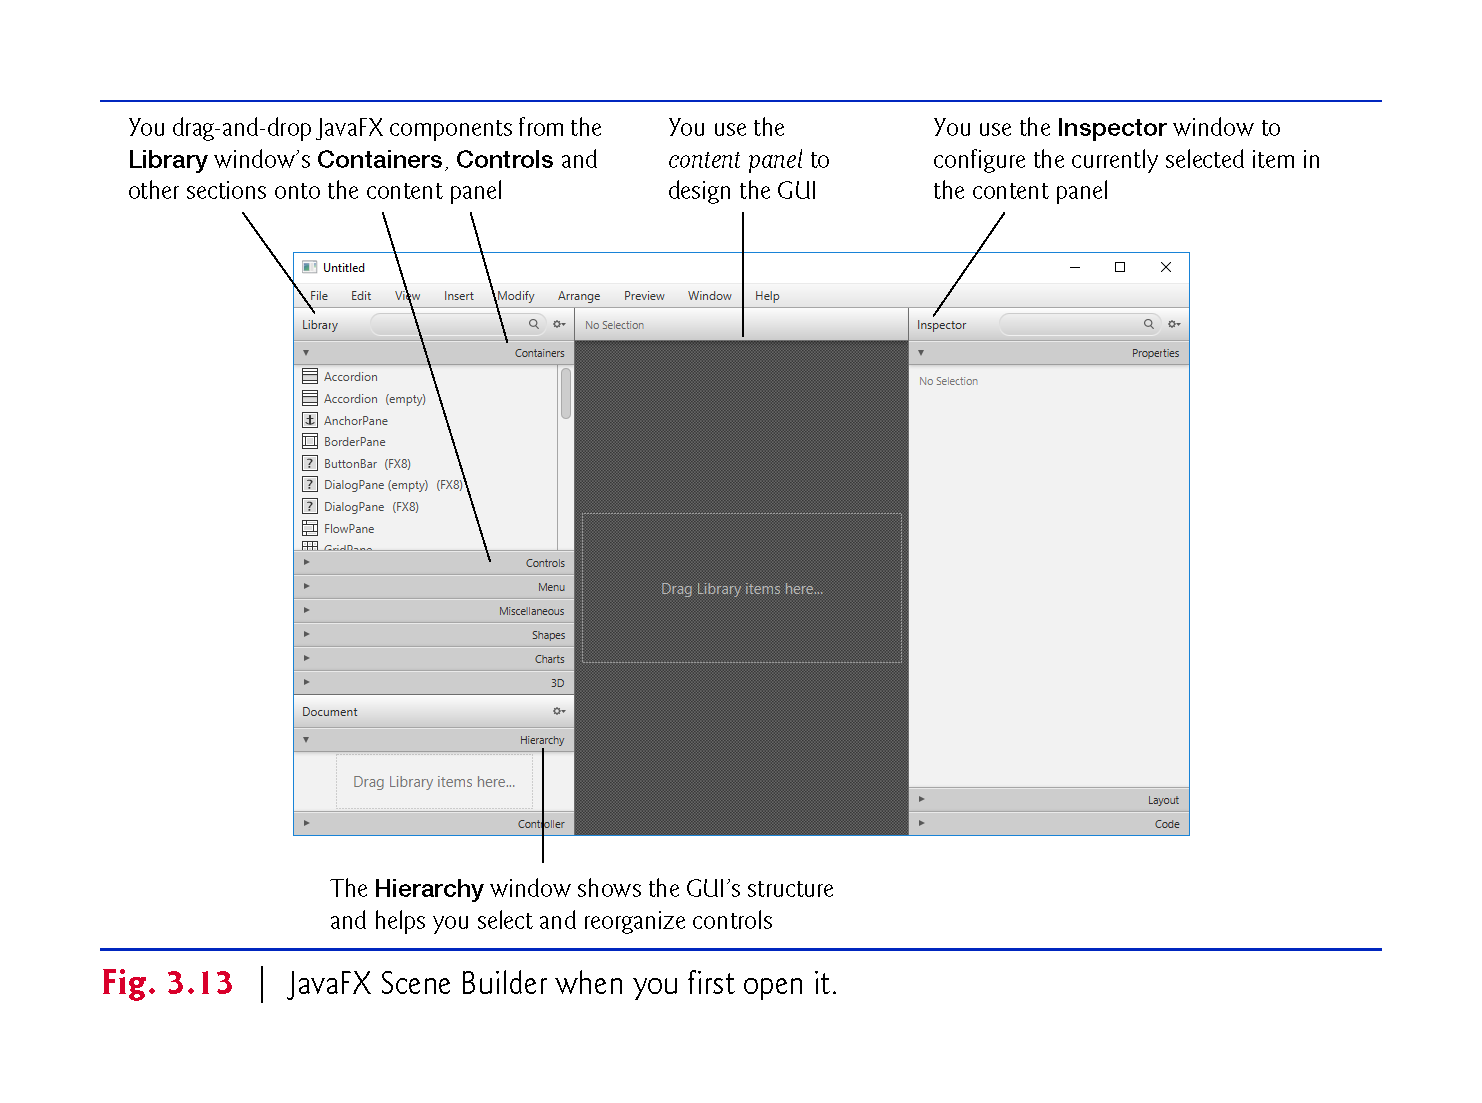 You drag-and-drop JavaFX components from the
Library window’s Containers, Controls and
other sections onto the content panel
You use the
content panel to
design the GUI
You use the Inspector window to
configure the currently selected item in
the content panel
Untitled
File Edit View Insert Modify Arrange Preview Window Help
Library
No Selection
Inspector
Containers
Properties
Accordion
Accordion (empty)
AnchorPane
BorderPane
ButtonBar (FX8)
DialogPane (empty) (FX8)
DialogPane (FX8)
FlowPane
GridPane
No Selection
Controls
Menu
Miscellaneous
Shapes
Charts
3D
Document
Hierarchy
Drag Library items here...
Controller
Drag Library items here...
Layout
Code
The Hierarchy window shows the GUI’s structure
and helps you select and reorganize controls
Fig. 3.13 | JavaFX Scene Builder when you first open it.